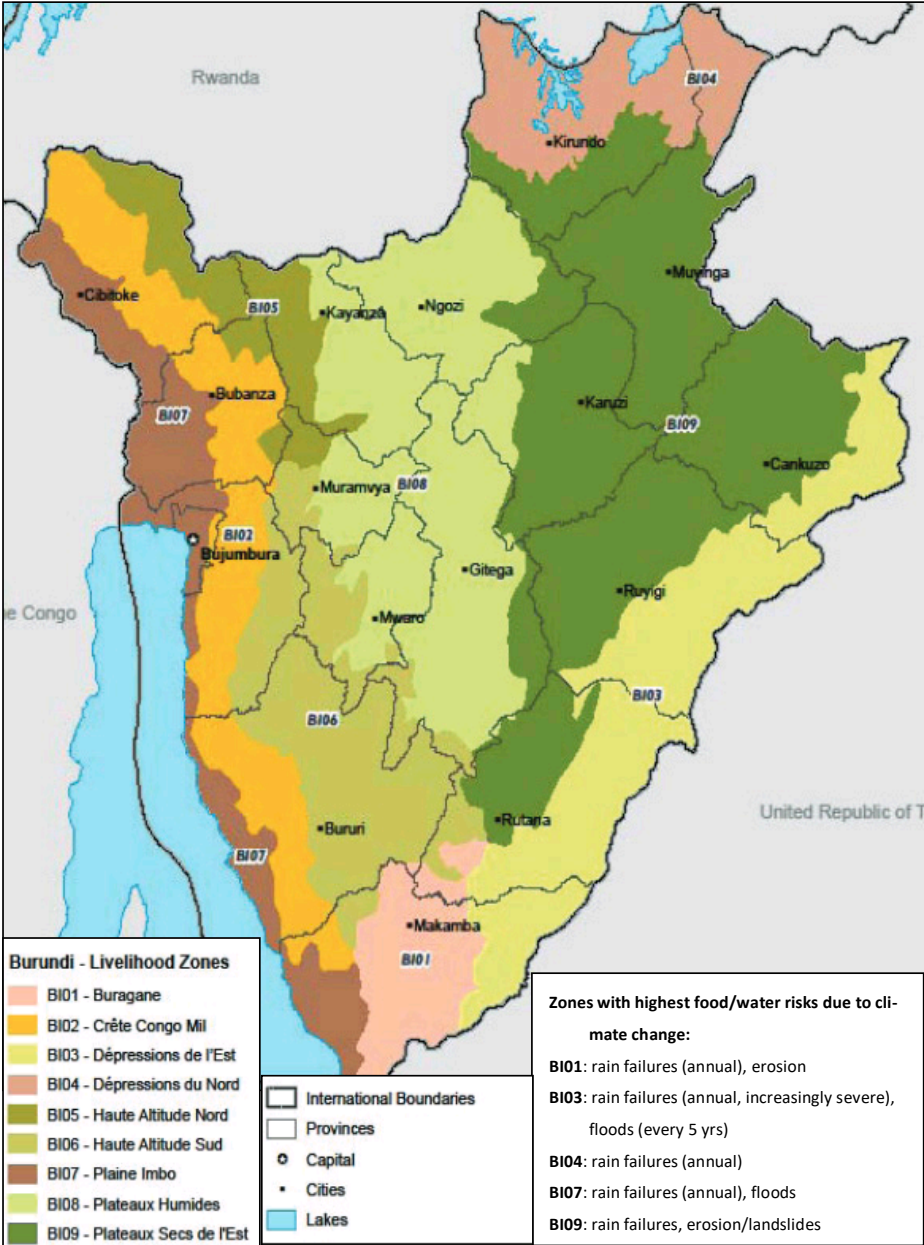 Rwanda
BI04
Kirundo
Muyinga
Cibitoke
BI05
Kayanza
Ngozi
Bubanza
BI07
Karuzi
BI09
Cankuzo
Muramvya
BI08
BI02
Bujumbura
Gitega
Ruyigi
e Congo
Mwaro
BI03
BI06
United Republic of T
Rutana
Bururi
BI07
Makamba
BI01
Burundi - Livelihood Zones
BI01 - Buragane
BI02 - Crête Congo Mil
BI03 - Dépressions de l'Est
BI04 - Dépressions du Nord
BI05 - Haute Altitude Nord
BI06 - Haute Altitude Sud
BI07 - Plaine Imbo
BI08 - Plateaux Humides
BI09 - Plateaux Secs de l'Est
International Boundaries
Provinces
Capital
Cities
Lakes
Zones with highest food/water risks due to cli-
mate change:
BI01: rain failures (annual), erosion
BI03: rain failures (annual, increasingly severe),
floods (every 5 yrs)
BI04: rain failures (annual)
BI07: rain failures (annual), floods
BI09: rain failures, erosion/landslides